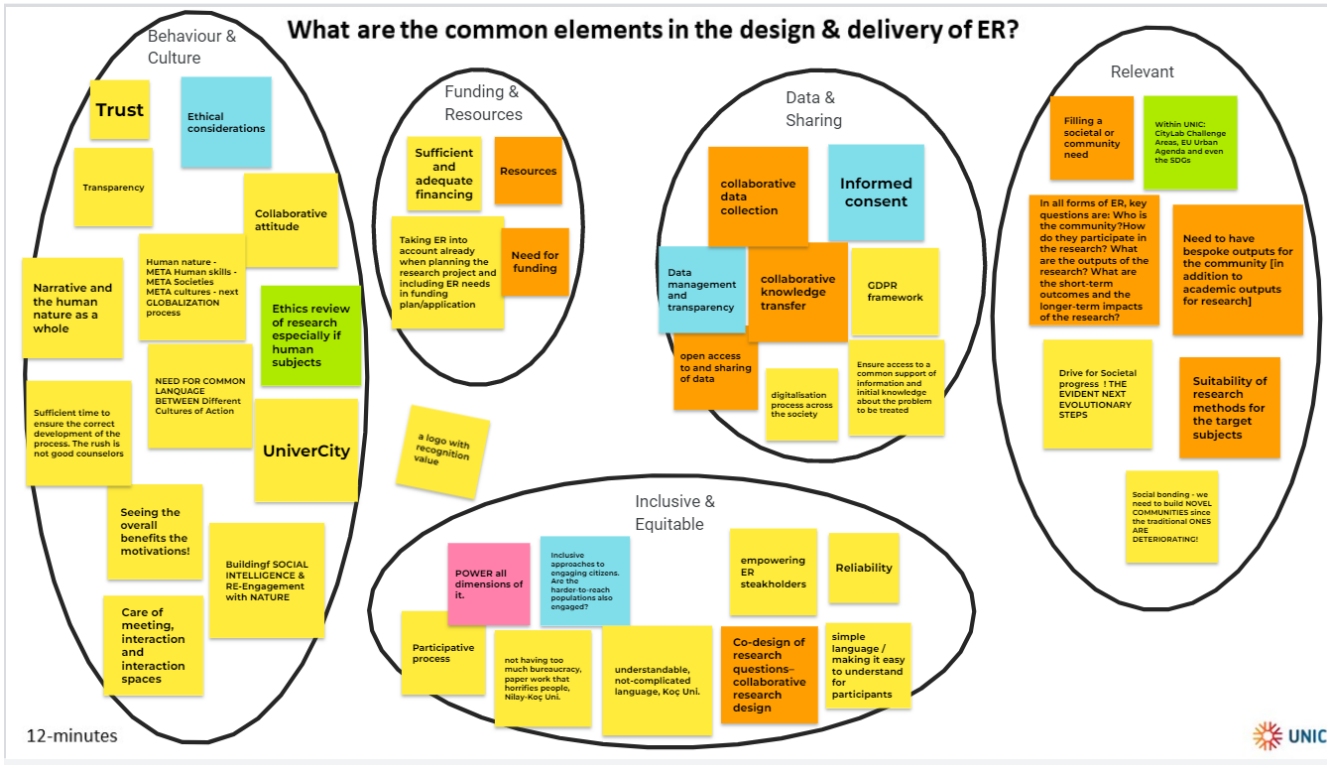 What are the common elements in the design & delivery of ER?
Behaviour &
Culture
Trust
Ethical
considerations
Transparency
Collaborative
attitude
Human nature -
META Human skills -
META Societies
META cultures - next
GLOBALIZATION
process
Narrative and
the human
nature as a
whole
Ethics review
of research
especially if
human
subjects
NEED FOR COMMON
LANQUAGE
BETWEEN Different
Cultures of Action
Sufficient time to
ensure the correct
development of the
process. The rush is
not good counselors
UniverCity
Seeing the
overall
benefits the
motivations!
Buildingf SOCIAL
INTELLIGENCE &
RE-Engagement
with NATURE
Care of
meeting,
interaction
and
interaction
spaces
12-minutes
Funding &
Resources
Sufficient
and
adequate
financing
Resources
Taking ER into
account already
when planning the
research project and
including ER needs
in funding
plan/application
Need for
funding
a logo with
recognition
value
Data &
Sharing
collaborative
data
collection
Informed
consent
Data
management
and
transparency
collaborative
knowledge
transfer
GDPR
framework
open access
to and sharing
of data
digitalisation
process across
the society
Ensure access to a
common support of
information and
initial knowledge
about the problem
to be treated
Relevant
Filling a
societal or
community
need
Within UNIC:
CityLab Challenge
Areas, EU Urban
Agenda and even
the SDGs
In all forms of ER, key
questions are: Who is
the community?How
do they participate in
the research? What
are the outputs of the
research? What are
the short-term
outcomes and the
longer-term impacts
of the research?
Need to have
bespoke outputs for
the community [in
addition to
academic outputs
for research]
Drive for Societal
progress ! THE
EVIDENT NEXT
EVOLUTIONARY
STEPS
Suitability of
research
methods for
the target
subjects
Social bonding - we
need to build NOVEL
COMMUNITIES since
the traditional ONES
ARE
DETERIORATING!
Inclusive &
Equitable
POWER all
dimensions of
it.
Inclusive
approaches to
engaging citizens.
Are the
harder-to-reach
populations also
engaged?
empowering
ER
steakholders
Reliability
Participative
process
not having too
much bureaucracy,
paper work that
horrifies people,
Nilay-Koç Uni.
understandable,
not-complicated
language, Koç Uni.
Co-design of
research
questions–
collaborative
research
design
simple
language /
making it easy
to understand
for
participants
UNIC